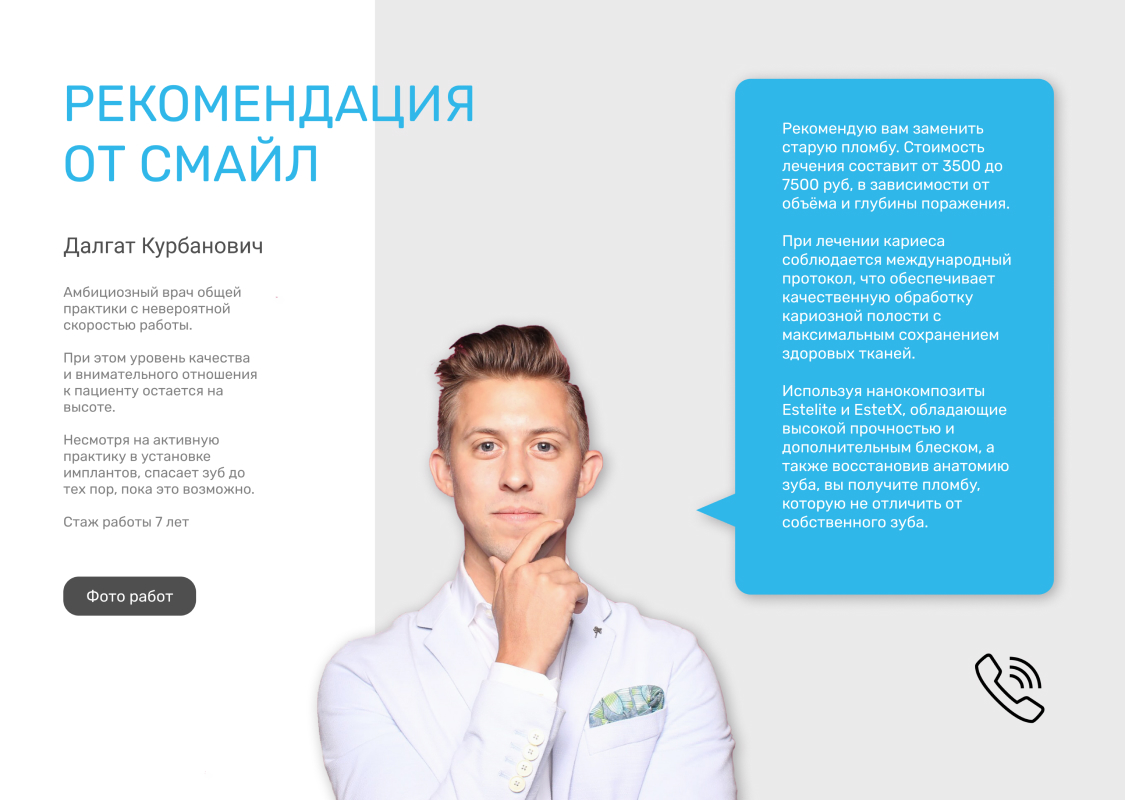 РЕКОМЕНДАЦИЯ
ОТ СМАЙЛ
Далгат Курбанович
Амбициозный врач общей
практики с невероятной
скоростью работы.
При этом уровень качества
и внимательного отношения
к пациенту остается на
высоте.
Несмотря на активную
практику в установке
имплантов, спасает зуб до
тех пор, пока это возможно.
Стаж работы 7 лет
Фото работ
Рекомендую вам заменить
старую пломбу. Стоимость
лечения составит от 3500 до
7500 руб, в зависимости от
объёма и глубины поражения.
При лечении кариеса
соблюдается международный
протокол, что обеспечивает
качественную обработку
кариозной полости с
максимальным сохранением
здоровых тканей.
Используя нанокомпозиты
Estelite и EstetX, обладающие
высокой прочностью и
дополнительным блеском, а
также восстановив анатомию
зуба, вы получите пломбу,
которую не отличить от
собственного зуба.